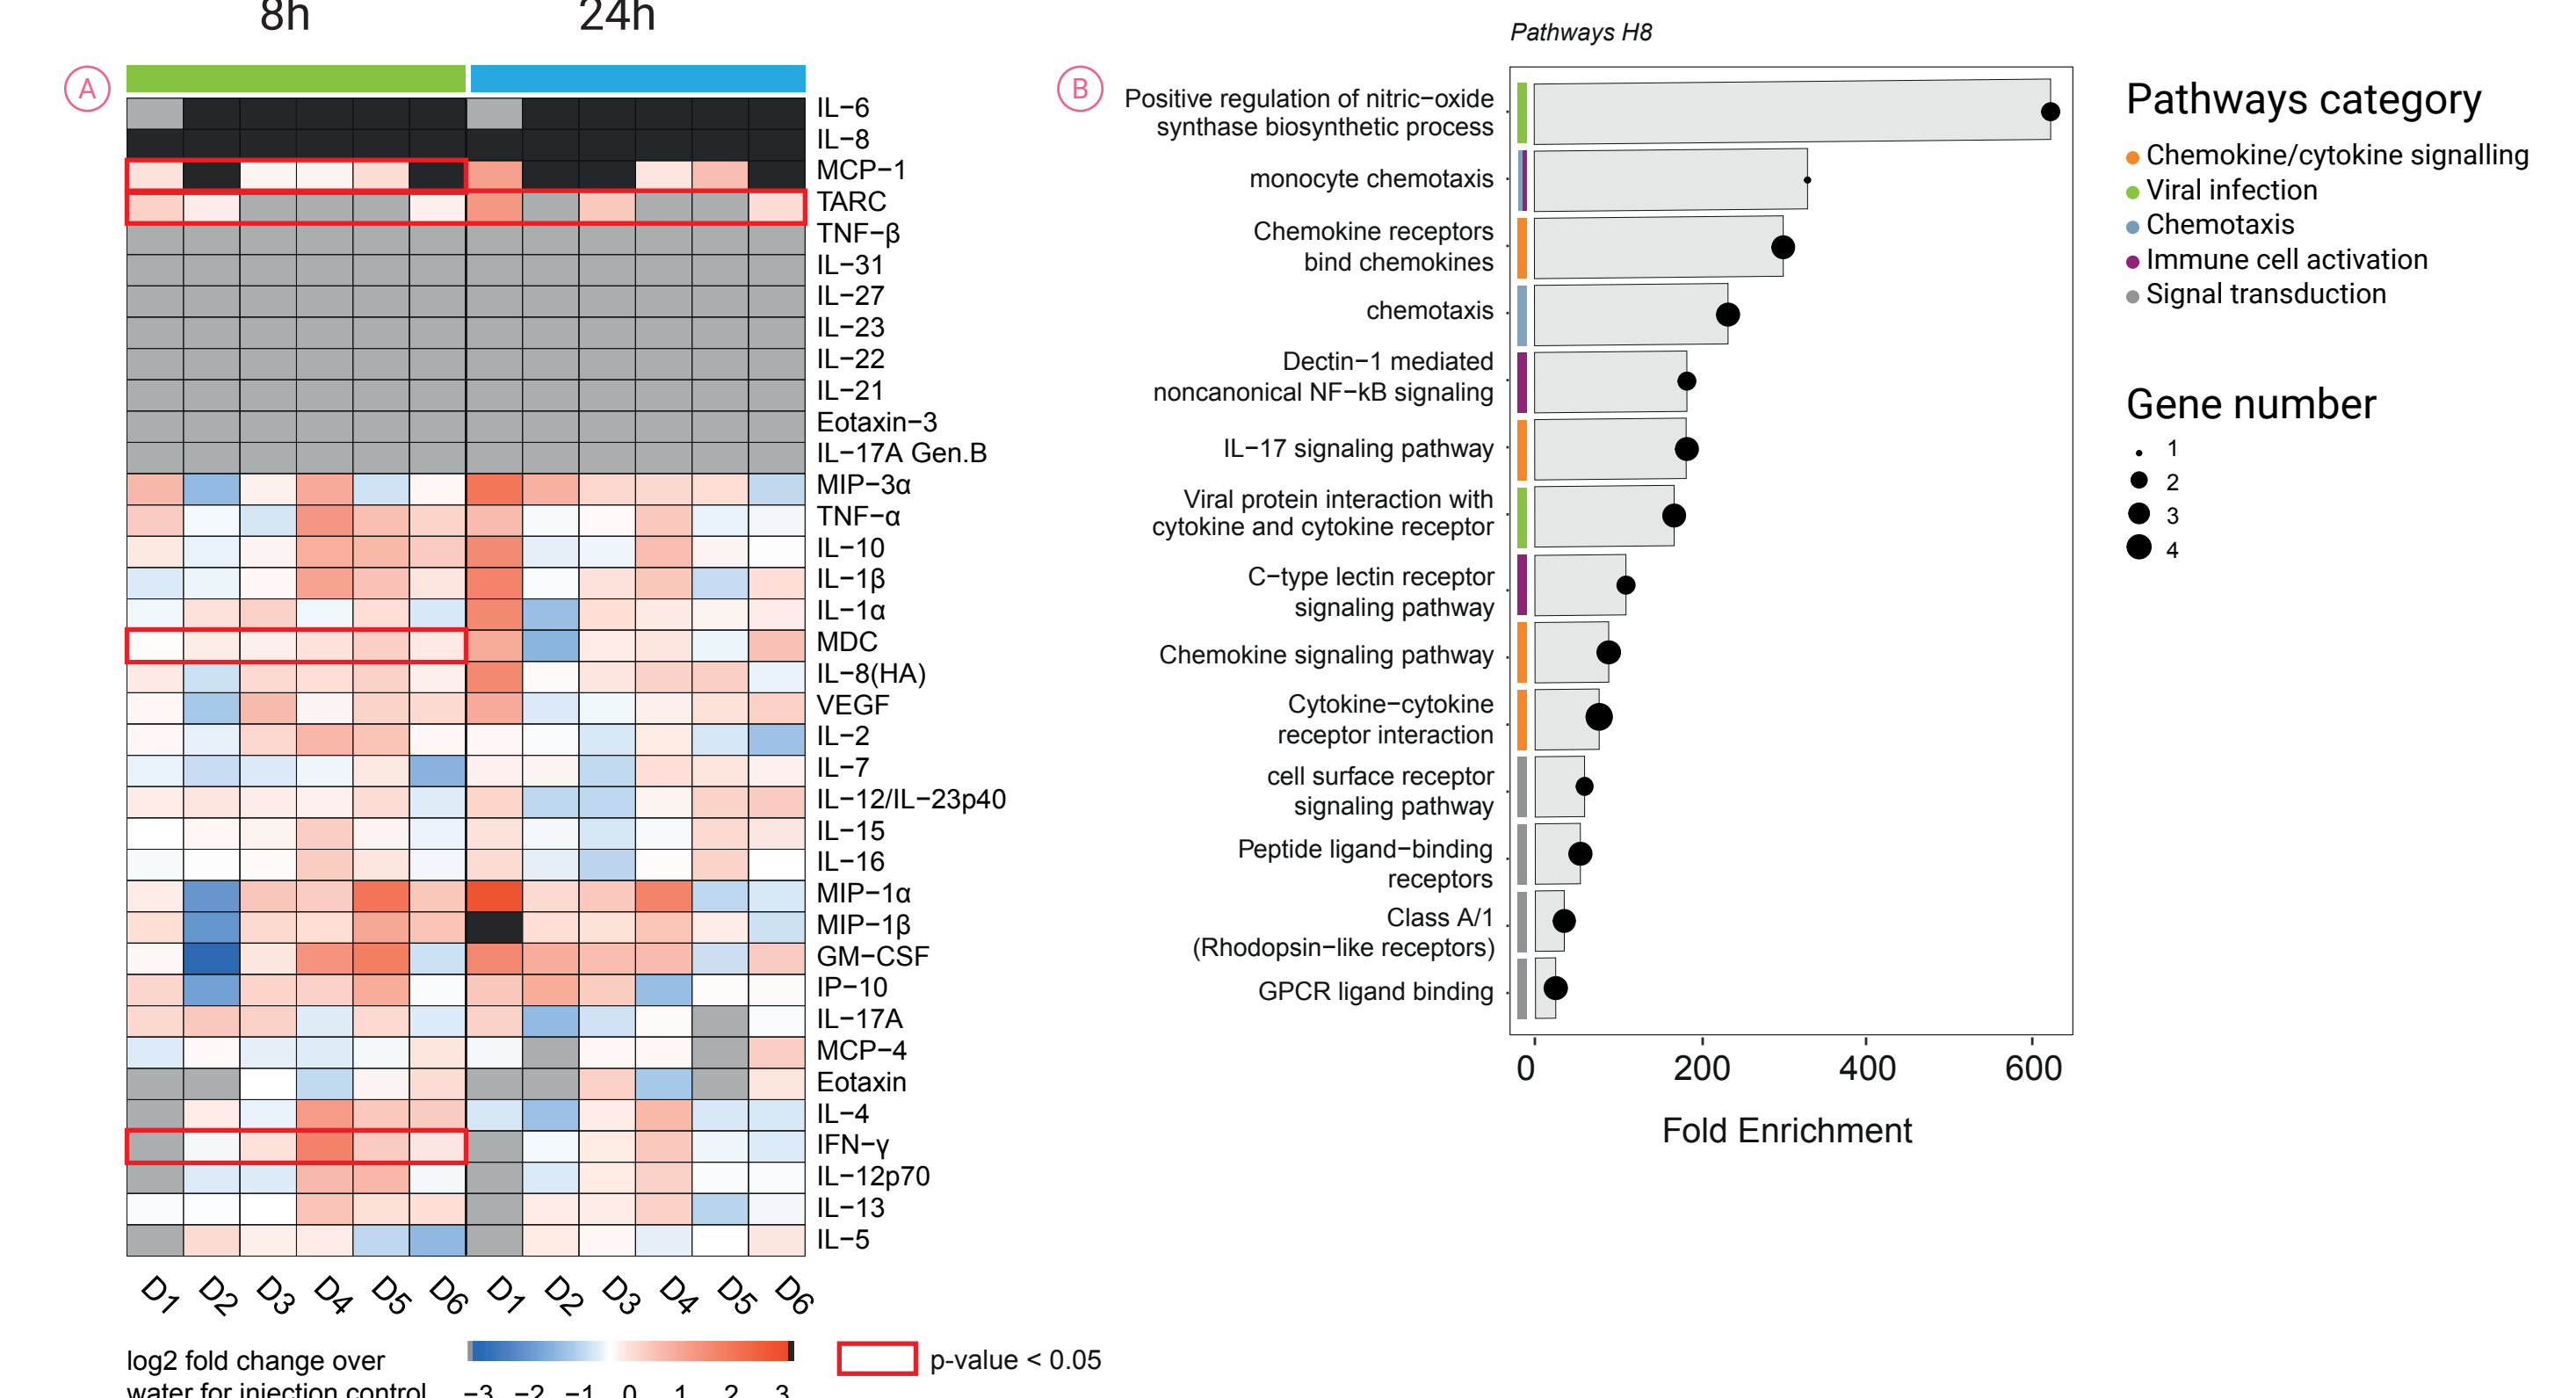 8h 24h
A
IL−6
IL−8
MCP−1
TARC
TNF−β
IL−31
IL−27
IL−23
IL−22
IL−21
Eotaxin−3
IL−17A Gen.B
MIP−3α
TNF−α
IL−10
IL−1β
IL−1α
MDC
IL−8(HA)
VEGF
IL−2
IL−7
IL−12/IL−23p40
IL−15
IL−16
MIP−1α
MIP−1β
GM−CSF
IP−10
IL−17A
MCP−4
Eotaxin
IL−4
IFN−γ
IL−12p70
IL−13
IL−5
D1 D2 D3 D4 D5 D6 D1 D2 D3 D4 D5 D6
log2 fold change over
water for injection control
−3 −2 −1 0 1 2 3
p-value < 0.05
B
Pathways H8
Positive regulation of nitric−oxide
synthase biosynthetic process
monocyte chemotaxis
Chemokine receptors
bind chemokines
chemotaxis
Dectin−1 mediated
noncanonical NF−kB signaling
IL−17 signaling pathway
Viral protein interaction with
cytokine and cytokine receptor
C−type lectin receptor
signaling pathway
Chemokine signaling pathway
Cytokine−cytokine
receptor interaction
cell surface receptor
signaling pathway
Peptide ligand−binding
receptors
Class A/1
(Rhodopsin−like receptors)
GPCR ligand binding
0 200 400 600
Fold Enrichment
Pathways category
Chemokine/cytokine signalling
Viral infection
Chemotaxis
Immune cell activation
Signal transduction
Gene number
1
2
3
4